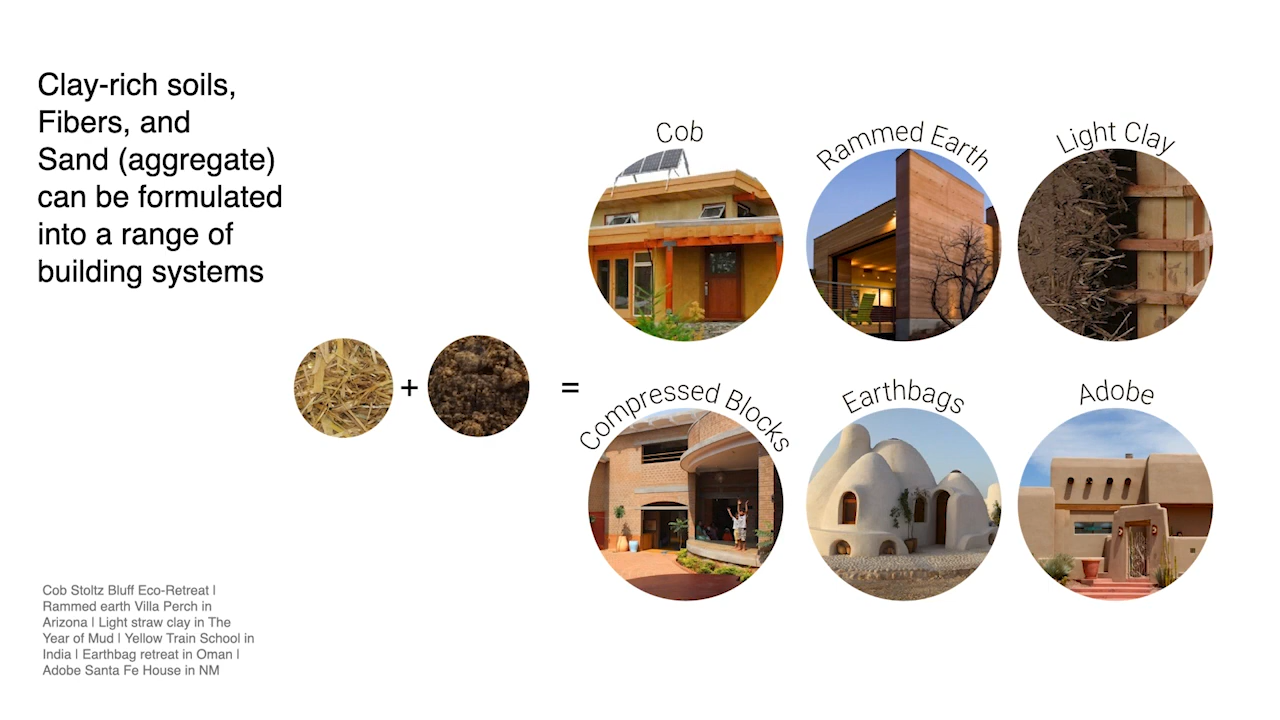 Clay-rich soils,
Fibers, and
Sand (aggregate)
can be formulated
into a range of
building systems
Cob
Rammed Earth
Light Clay
+
=
Compressed Blocks
Earthbags
Adobe
Cob Stoltz Bluff Eco-Retreat |
Rammed earth Villa Perch in
Arizona | Light straw clay in The
Year of Mud | Yellow Train School in
India | Earthbag retreat in Oman |
Adobe Santa Fe House in NM